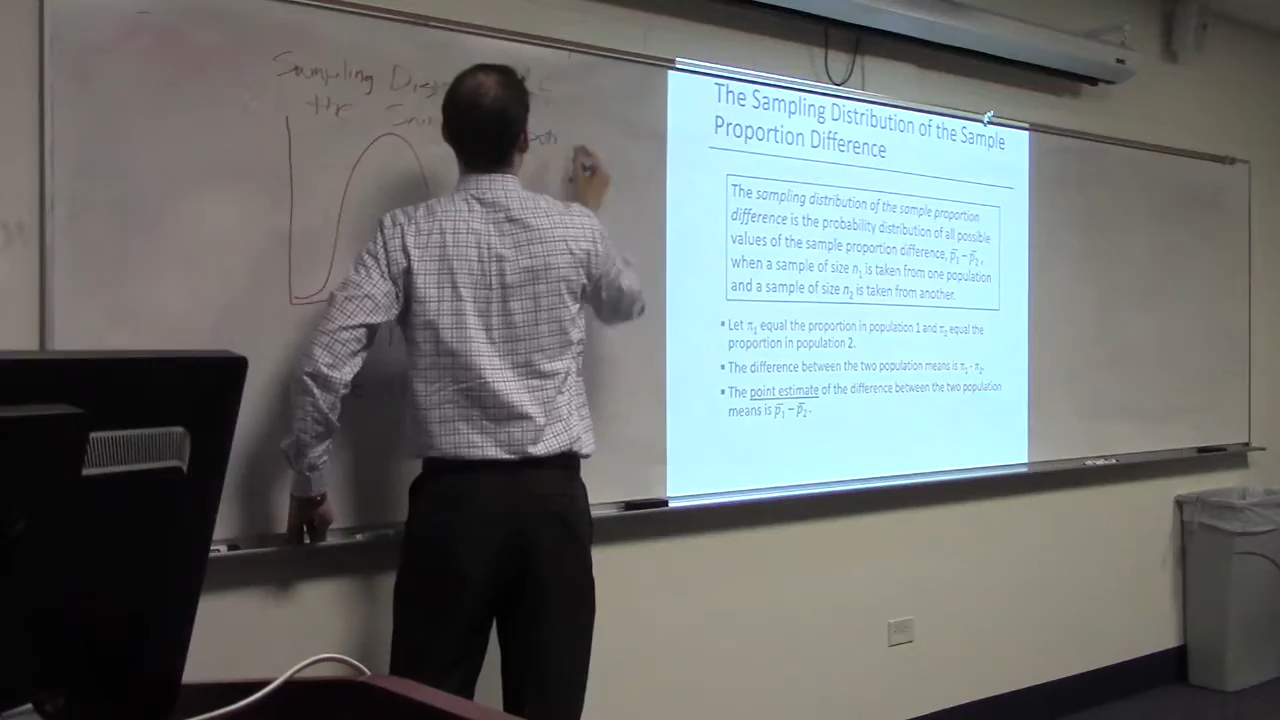 Sampling
the
The Sampling Distribution of the Sample
Proportion Difference
The sampling distribution of the sample proportion
difference is the probability distribution of all possible
values of the sample proportion difference, p̅₁ – p̅₂,
when a sample of size n₁ is taken from one population
and a sample of size n₂ is taken from another.
▪ Let π₁ equal the proportion in population 1 and π₂ equal the
proportion in population 2.
▪ The difference between the two population means is π₁ - π₂.
▪ The point estimate of the difference between the two population
means is p̅₁ – p̅₂.